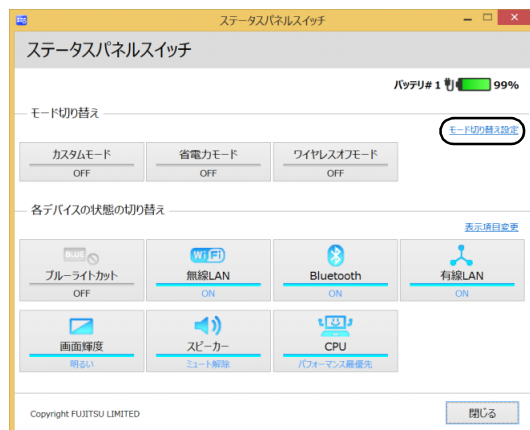 ステータスパネルスイッチ
ステータスパネルスイッチ
バッテリ# 1 99%
モード切り替え
モード切り替え設定
カスタムモード 省電力モード ワイヤレスオフモード
OFF OFF OFF
各デバイスの状態の切り替え
表示項目変更
BLUE Wi Fi
ブルーライトカット 無線LAN Bluetooth 有線LAN
OFF ON ON ON
画面輝度 スピーカー CPU
明るい ミュート解除 パフォーマンス最優先
Copyright FUJITSU LIMITED 閉じる